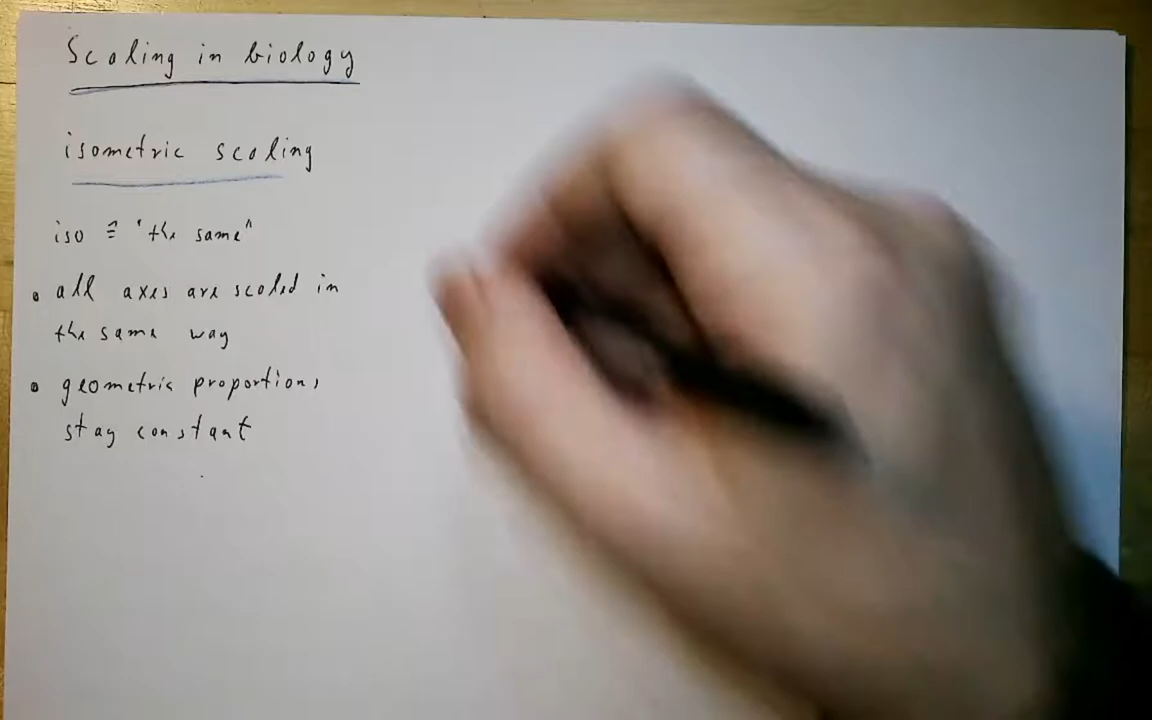 Scaling in biology
isometric scaling
iso ≙ "the same"
• all axes are scaled in
the same way
• geometric proportions
stay constant